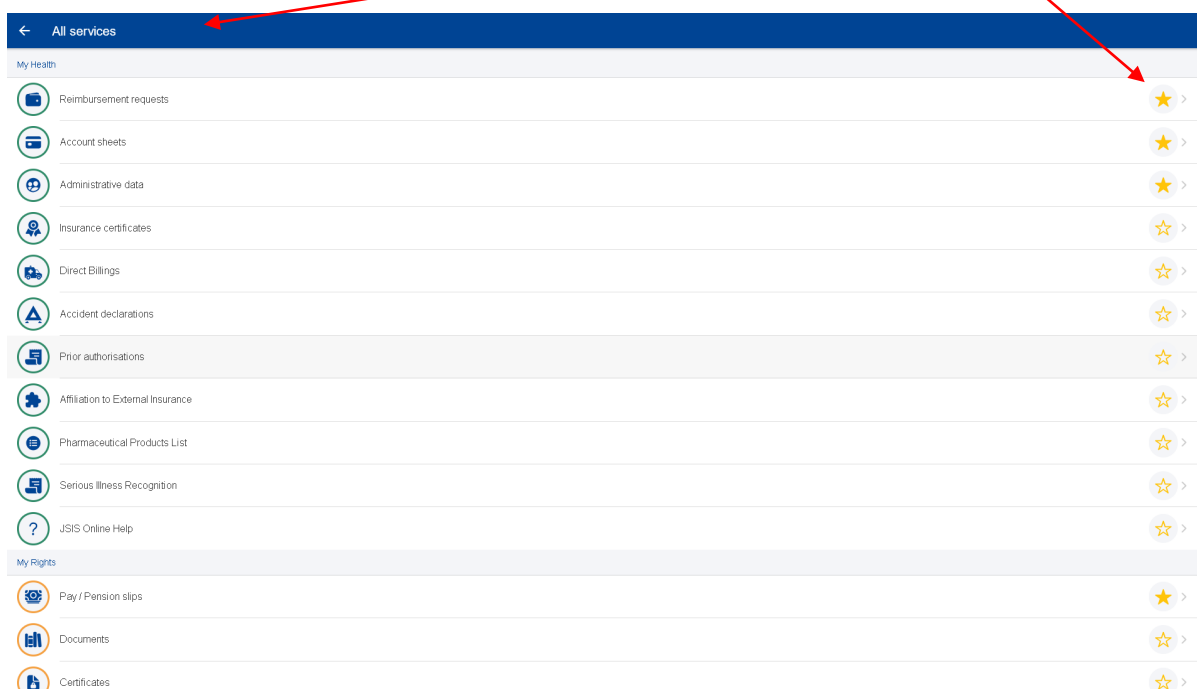 All services
My Health
Reimbursement requests
Account sheets
Administrative data
Insurance certificates
Direct Billings
Accident declarations
Prior authorisations
Affiliation to External Insurance
Pharmaceutical Products List
Serious Illness Recognition
? JSIS Online Help
My Rights
Pay / Pension slips
Documents
Certificates